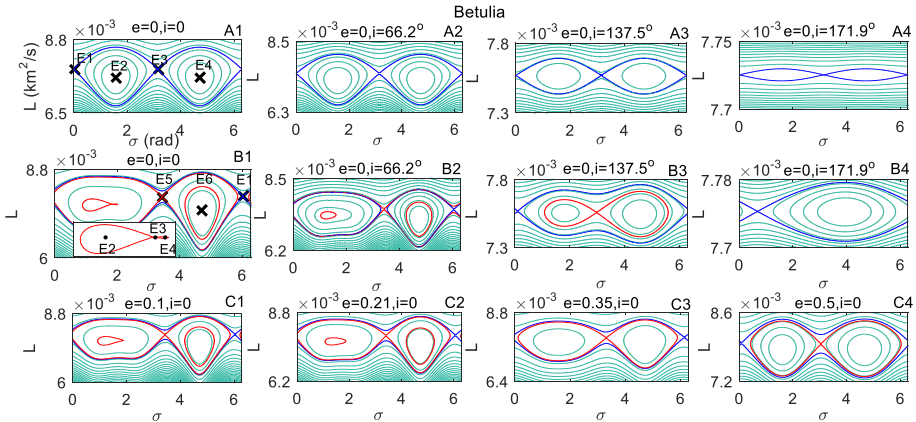 Betulia
×10⁻³ e=0,i=0 A1
8.8
6.5
L (km²/s)
E1 E2 E3 E4
0 2 4 6
σ (rad)
×10⁻³ e=0,i=66.2° A2
8.5
6.3
L
0 2 4 6
×10⁻³ e=0,i=137.5° A3
7.8
7.3
L
0 2 4 6
×10⁻³ e=0,i=171.9° A4
7.75
7.7
L
0 2 4 6
×10⁻³ e=0,i=0 B1
8.8
6
L
E5 E6 E1
E2 E3 E4
0 2 4 6
σ
×10⁻³ e=0,i=66.2° B2
8.5
6.2
L
0 2 4 6
σ
×10⁻³ e=0,i=137.5° B3
7.8
7.3
L
0 2 4 6
σ
×10⁻³ e=0,i=171.9° B4
7.78
7.7
L
0 2 4 6
σ
×10⁻³ e=0.1,i=0 C1
8.8
6
L
0 2 4 6
σ
×10⁻³ e=0.21,i=0 C2
8.8
6.2
L
0 2 4 6
σ
×10⁻³ e=0.35,i=0 C3
8.8
6.4
L
0 2 4 6
σ
×10⁻³ e=0.5,i=0 C4
8.6
7.2
L
0 2 4 6
σ